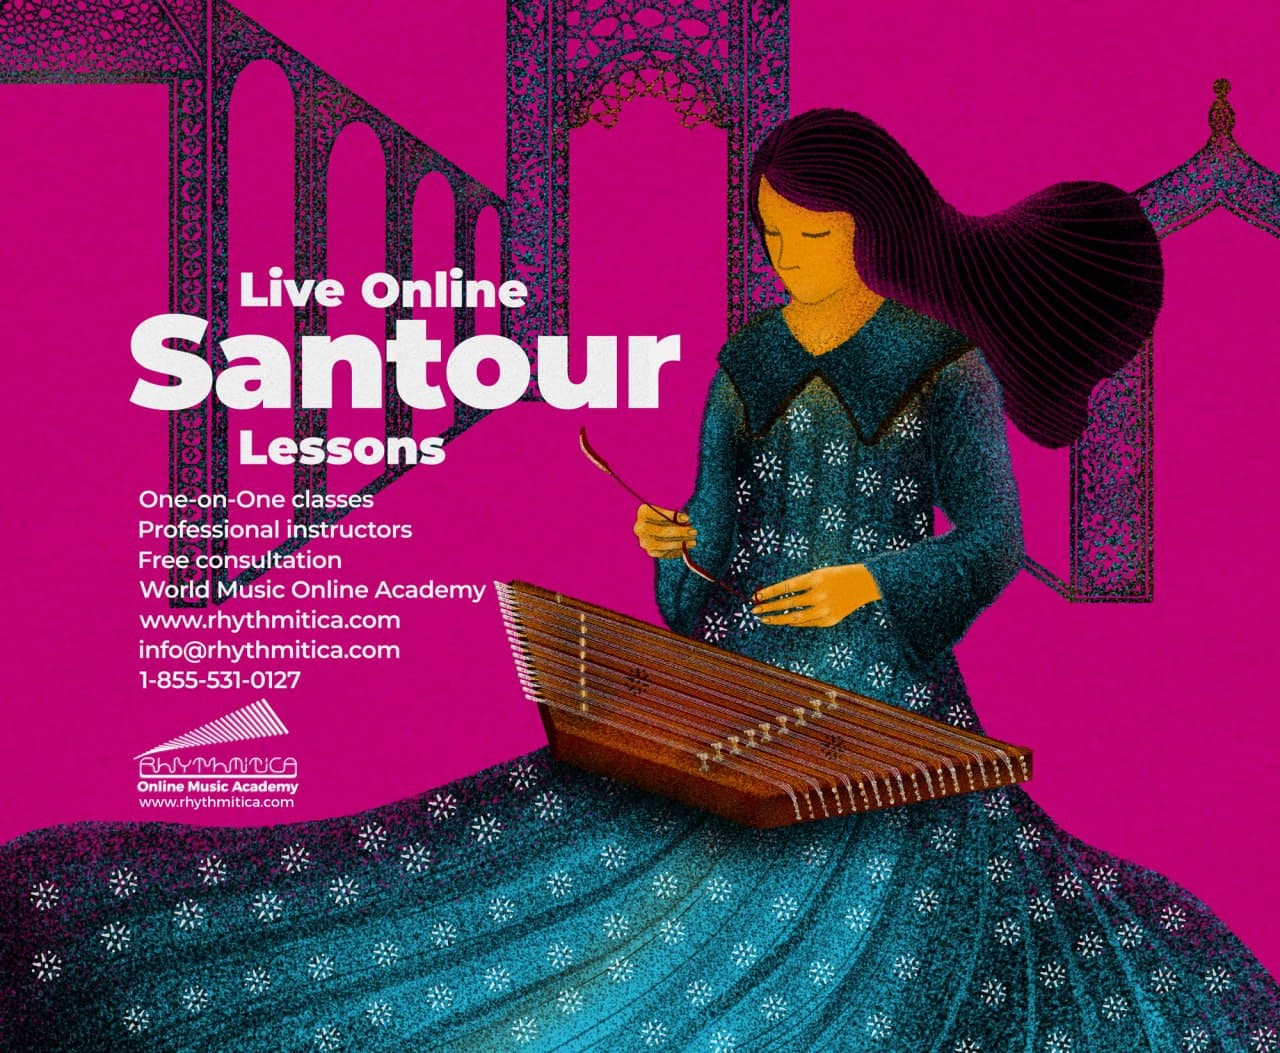 Live Online
Santour
Lessons
One-on-One classes
Professional instructors
Free consultation
World Music Online Academy
www.rhythmitica.com
info@rhythmitica.com
1-855-531-0127
RHYTHMITICA
Online Music Academy
www.rhythmitica.com